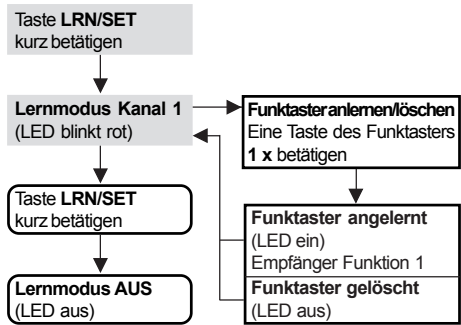 Taste LRN/SET
kurz betätigen
Lernmodus Kanal 1
(LED blinkt rot)
Funktaster anlernen/löschen
Eine Taste des Funktasters
1 x betätigen
Taste LRN/SET
kurz betätigen
Funktaster angelernt
(LED ein)
Empfänger Funktion 1
Lernmodus AUS
(LED aus)
Funktaster gelöscht
(LED aus)